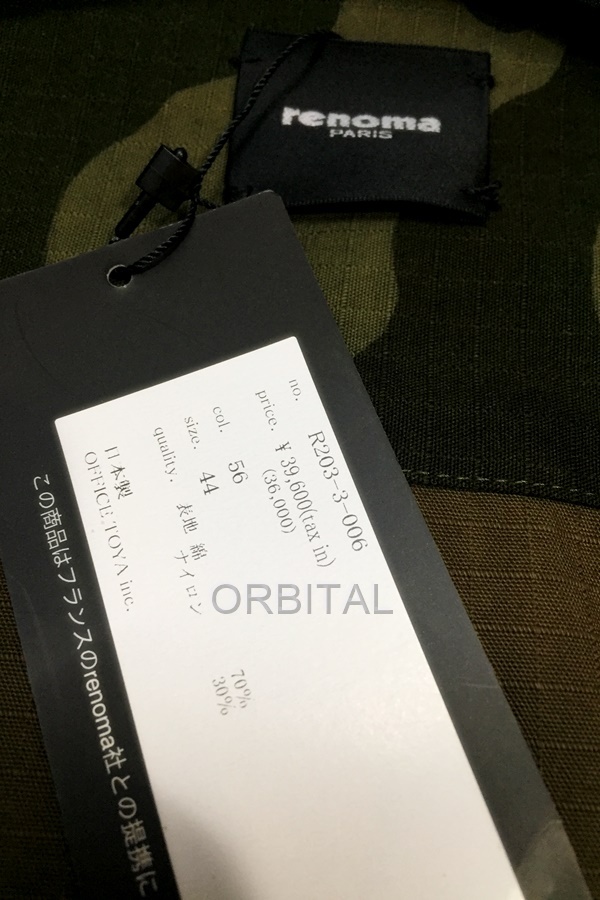 renoma
PARIS
no. R203-3-006
price. ¥39,600(tax in)
(36,000)
col. 56
size. 44
quality. 表地 綿 70%
ナイロン 30%
日本製
OFFICE TOYA inc.
この商品はフランスのrenoma社との提携に
ORBITAL